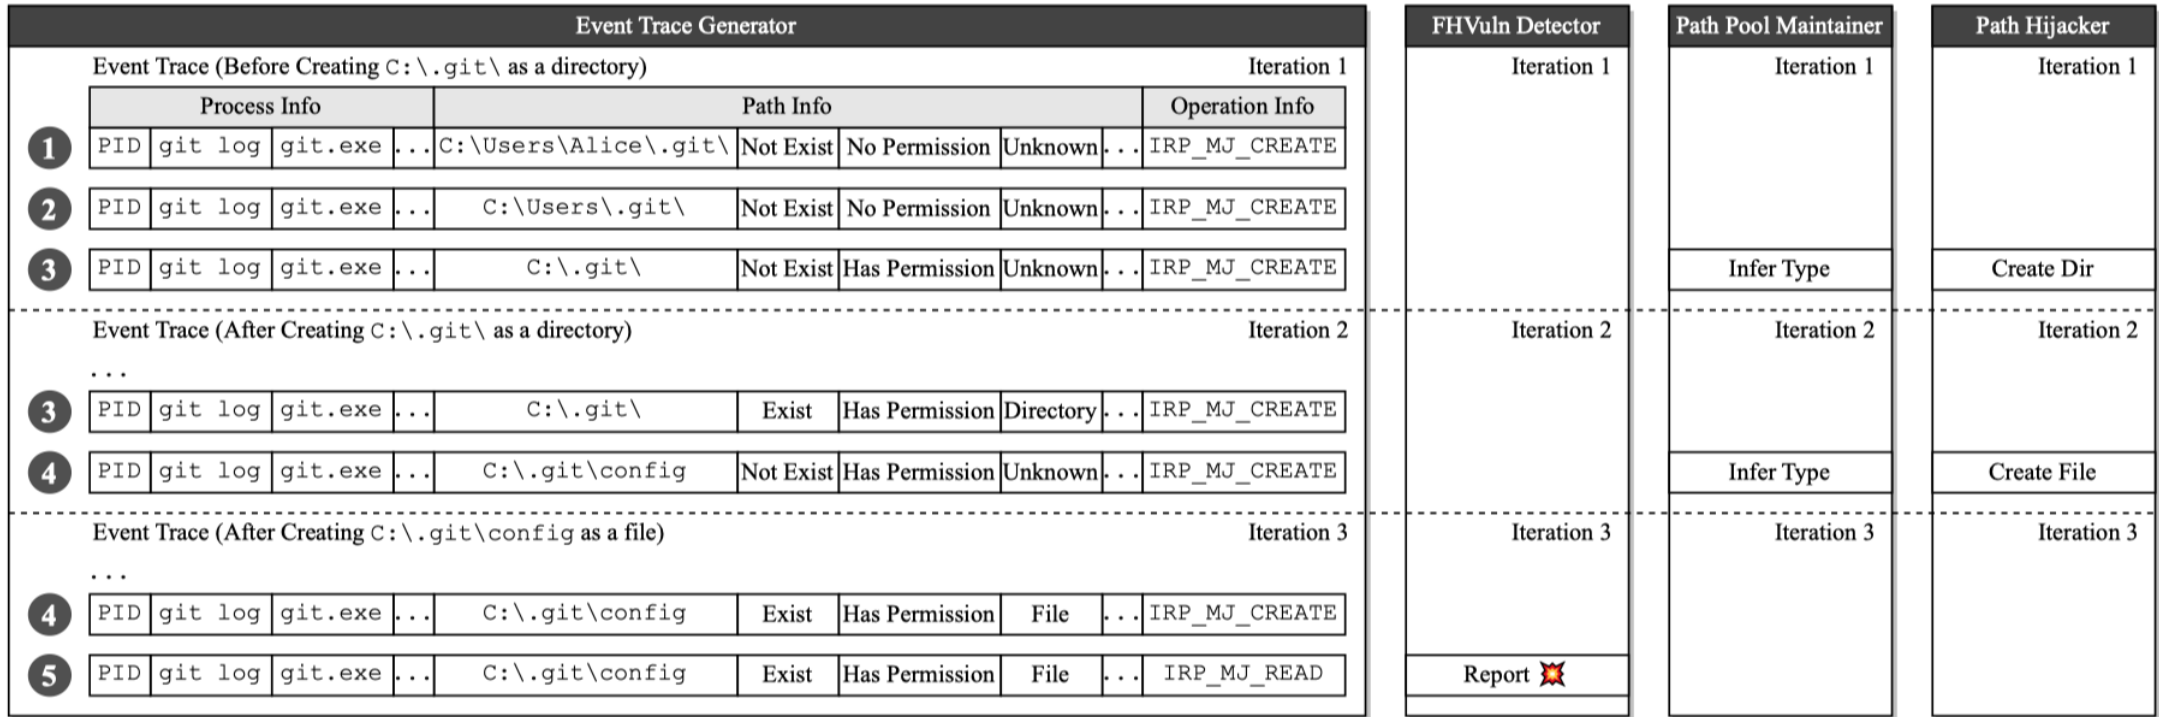 Event Trace Generator FHVuln Detector Path Pool Maintainer Path Hijacker
Event Trace (Before Creating C:\.git\ as a directory) Iteration 1 Iteration 1 Iteration 1 Iteration 1
Process Info Path Info Operation Info
1 PID git log git.exe ... C:\Users\Alice\.git\ Not Exist No Permission Unknown ... IRP_MJ_CREATE
2 PID git log git.exe ... C:\Users\.git\ Not Exist No Permission Unknown ... IRP_MJ_CREATE
3 PID git log git.exe ... C:\.git\ Not Exist Has Permission Unknown ... IRP_MJ_CREATE Infer Type Create Dir
Event Trace (After Creating C:\.git\ as a directory) Iteration 2 Iteration 2 Iteration 2 Iteration 2
...
3 PID git log git.exe ... C:\.git\ Exist Has Permission Directory ... IRP_MJ_CREATE
4 PID git log git.exe ... C:\.git\config Not Exist Has Permission Unknown ... IRP_MJ_CREATE Infer Type Create File
Event Trace (After Creating C:\.git\config as a file) Iteration 3 Iteration 3 Iteration 3 Iteration 3
...
4 PID git log git.exe ... C:\.git\config Exist Has Permission File ... IRP_MJ_CREATE
5 PID git log git.exe ... C:\.git\config Exist Has Permission File ... IRP_MJ_READ Report